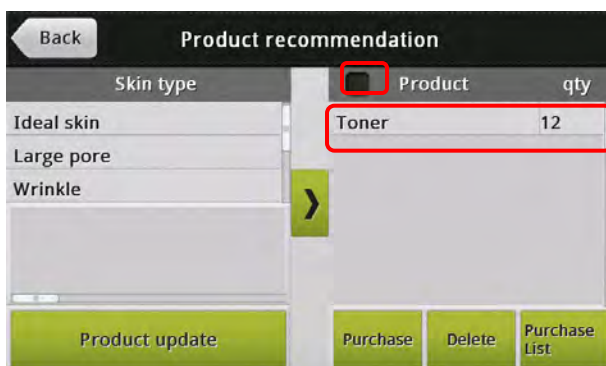 Back
Product recommendation
Skin type
Product qty
Ideal skin
Large pore
Wrinkle
Toner 12
❯
Product update
Purchase
Delete
Purchase
List